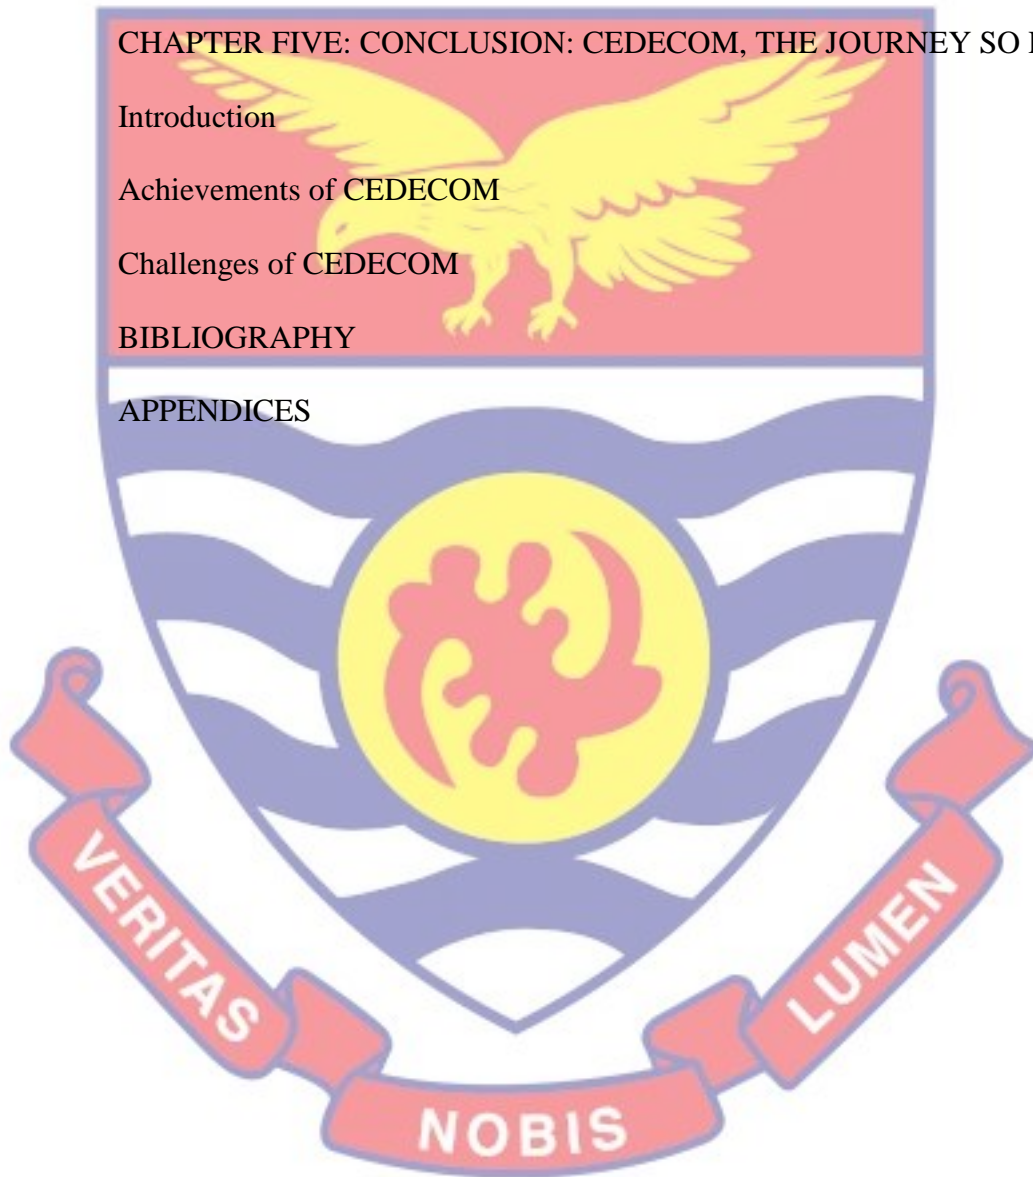 CHAPTER FIVE: CONCLUSION: CEDECOM, THE JOURNEY SO
Introduction
Achievements of CEDECOM
Challenges of CEDECOM
BIBLIOGRAPHY
APPENDICES
VERITAS
NOBIS
LUMEN